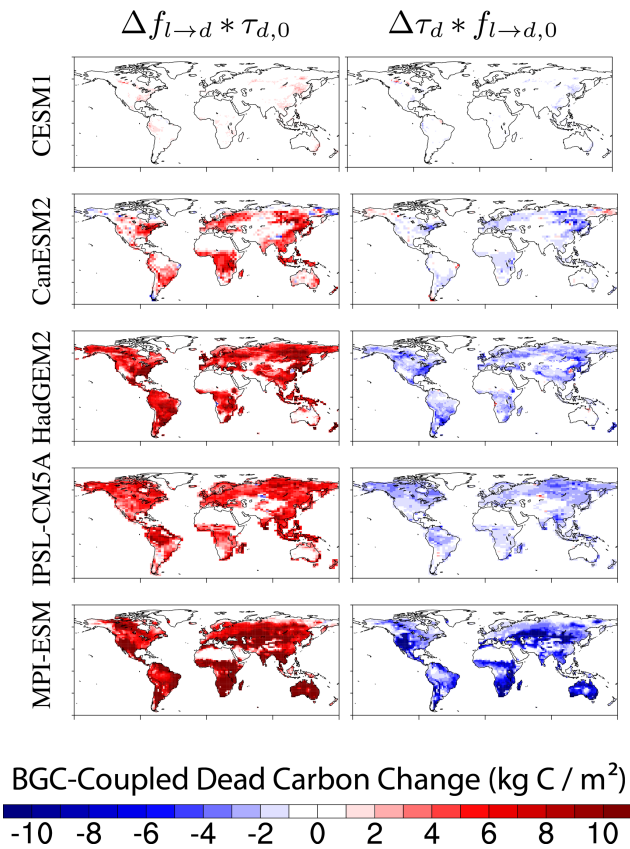 Δf_{l→d} * τ_{d,0}
Δτ_d * f_{l→d,0}
CESM1
CanESM2
HadGEM2
IPSL-CM5A
MPI-ESM
BGC-Coupled Dead Carbon Change (kg C / m²)
-10 -8 -6 -4 -2 0 2 4 6 8 10